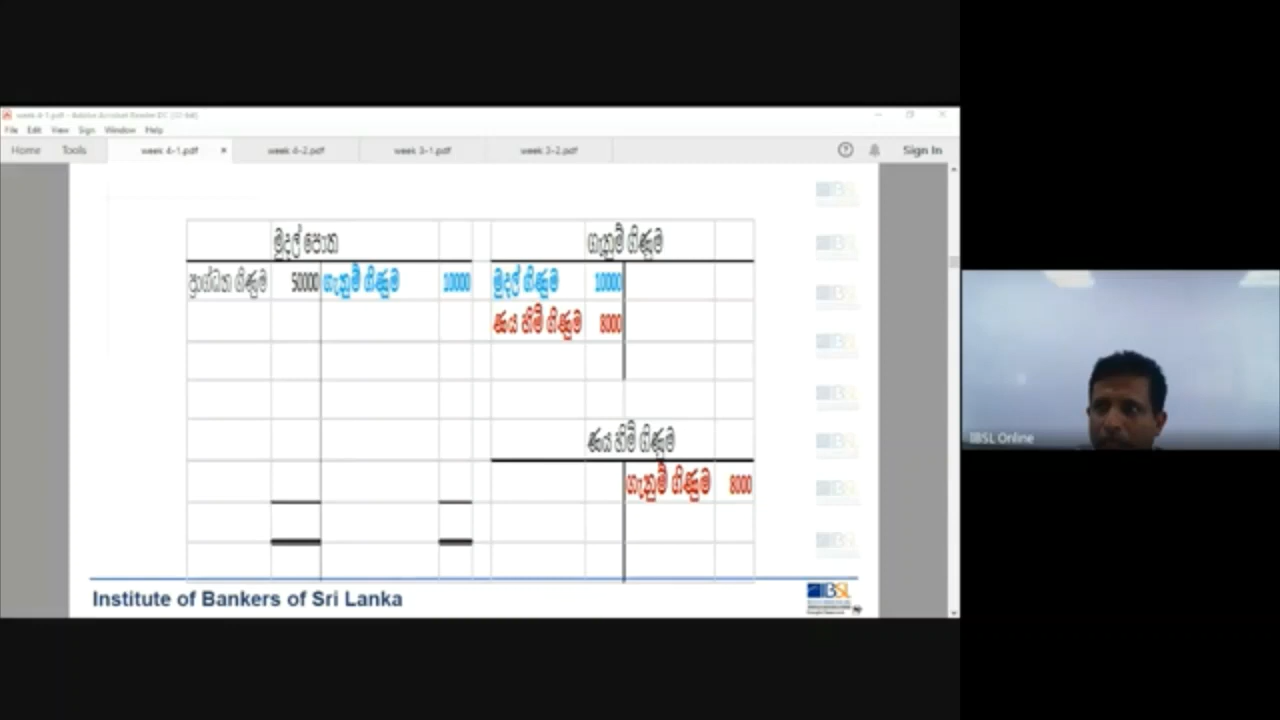 week 4-1.pdf - Adobe Acrobat Reader DC (32-bit)
File Edit View Sign Window Help
Home Tools week 4-1.pdf × week 4-2.pdf week 3-1.pdf week 3-2.pdf Sign In
මුදල් පොත ගැනුම් ගිණුම
ප්‍රාග්ධන ගිණුම 50000 ගැනුම් ගිණුම 10000 මුදල් ගිණුම 10000
ණය හිමි ගිණුම 8000
ණය හිමි ගිණුම
ගැනුම් ගිණුම 8000
Institute of Bankers of Sri Lanka
IBSL
IBSL Online